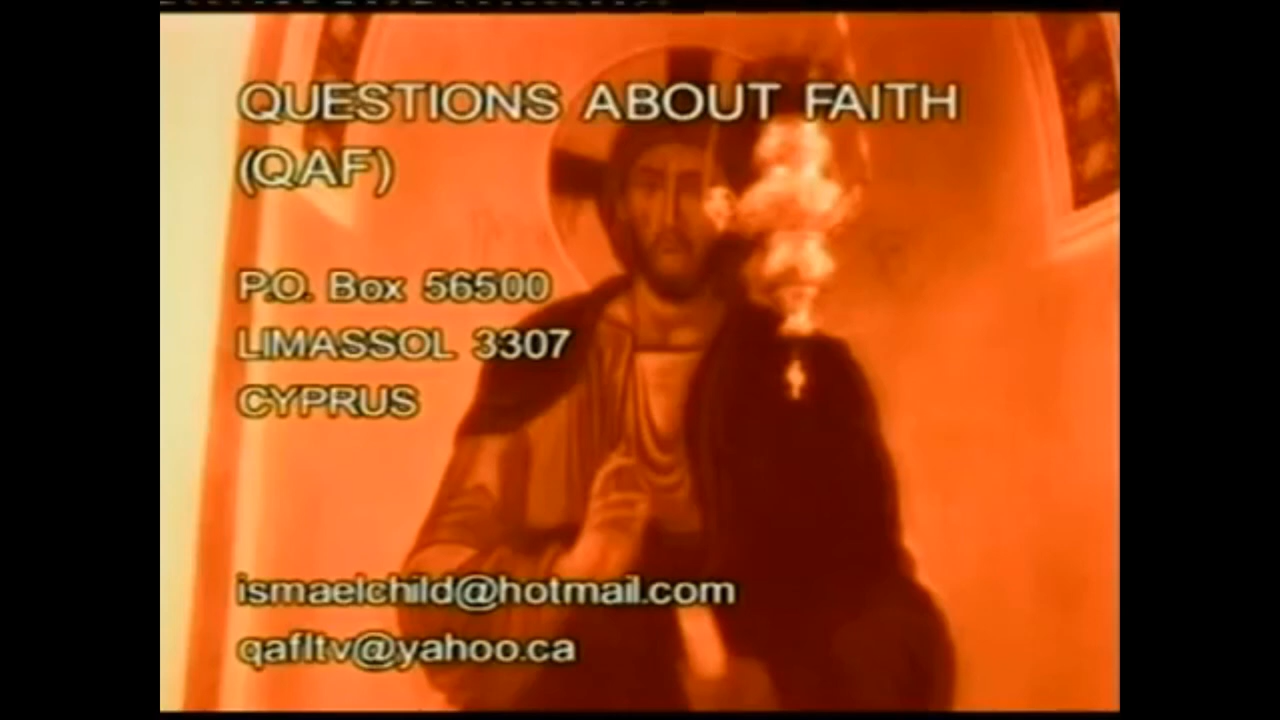 QUESTIONS ABOUT FAITH
(QAF)
P.O. Box 56500
LIMASSOL 3307
CYPRUS
ismaelchild@hotmail.com
qafltv@yahoo.ca